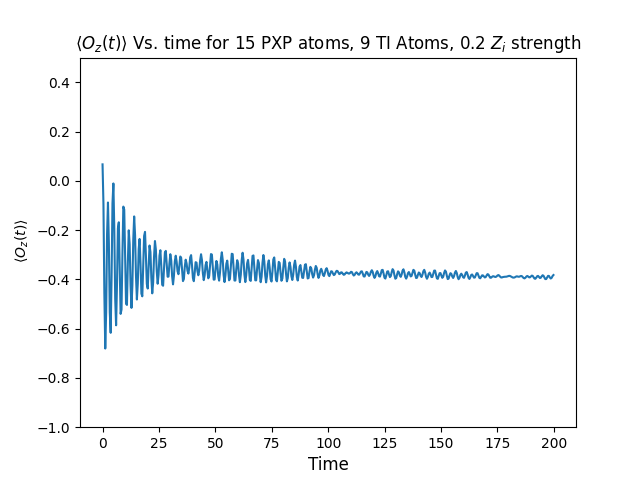 ⟨O_z(t)⟩ Vs. time for 15 PXP atoms, 9 TI Atoms, 0.2 Z_i strength
0.4
0.2
0.0
−0.2
−0.4
−0.6
−0.8
−1.0
⟨O_z(t)⟩
0 25 50 75 100 125 150 175 200
Time